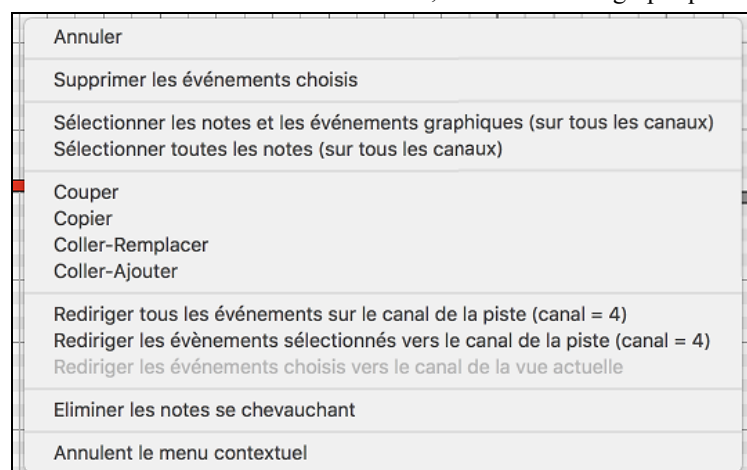 Annuler
Supprimer les événements choisis
Sélectionner les notes et les événements graphiques (sur tous les canaux)
Sélectionner toutes les notes (sur tous les canaux)
Couper
Copier
Coller-Remplacer
Coller-Ajouter
Rediriger tous les événements sur le canal de la piste (canal = 4)
Rediriger les évènements sélectionnés vers le canal de la piste (canal = 4)
Rediriger les événements choisis vers le canal de la vue actuelle
Eliminer les notes se chevauchant
Annulent le menu contextuel